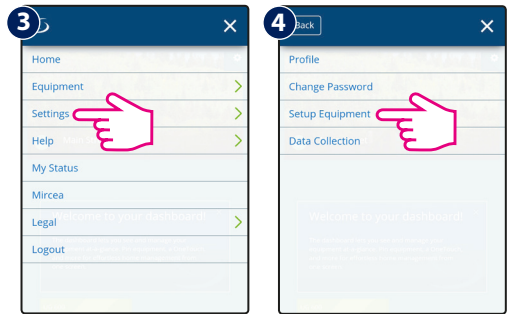 3
Home
Equipment
Settings
Help
My Status
Mircea
Legal
Welcome to your dashboard!
Logout
4
Back
Profile
Change Password
Setup Equipment
Data Collection
Welcome to your dashboard!